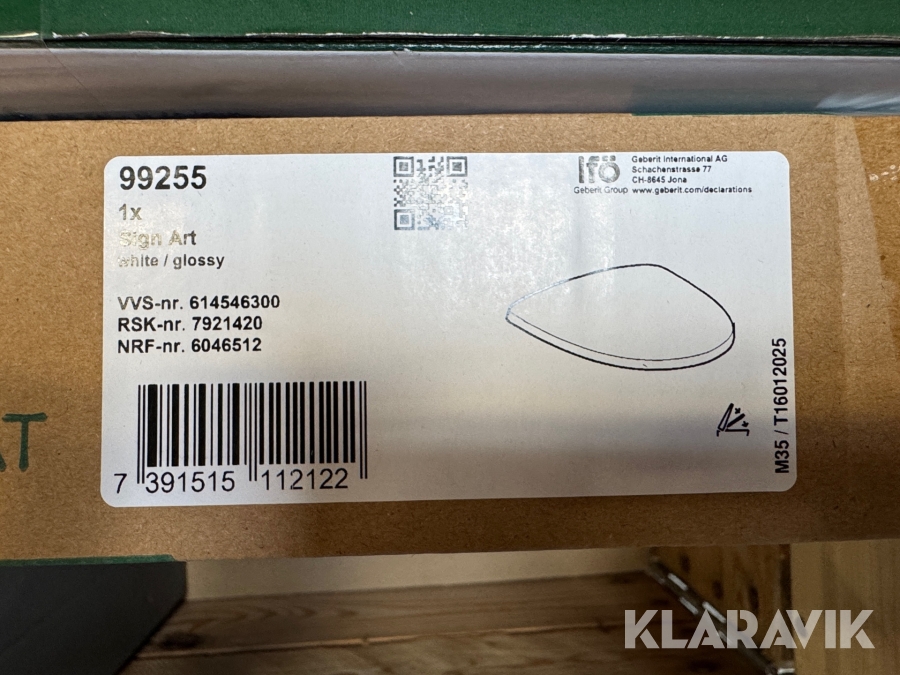 99255
1x
Sign Art
white / glossy
VVS-nr. 614546300
RSK-nr. 7921420
NRF-nr. 6046512
7 391515 112122
Ifö
Geberit Group
Geberit International AG
Schachenstrasse 77
CH-8645 Jona
www.geberit.com/declarations
M35 / T16012025
AT
KLARAVIK